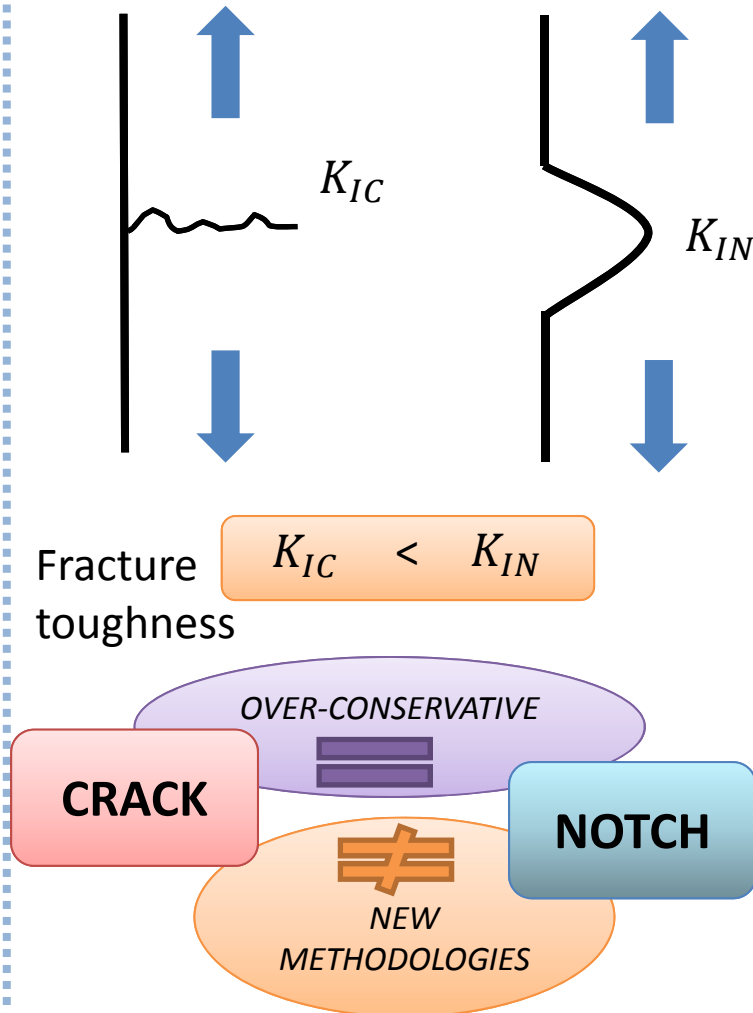 K_IC
K_IN
Fracture
toughness
K_IC < K_IN
OVER-CONSERVATIVE
=
CRACK
NOTCH
≠
NEW
METHODOLOGIES